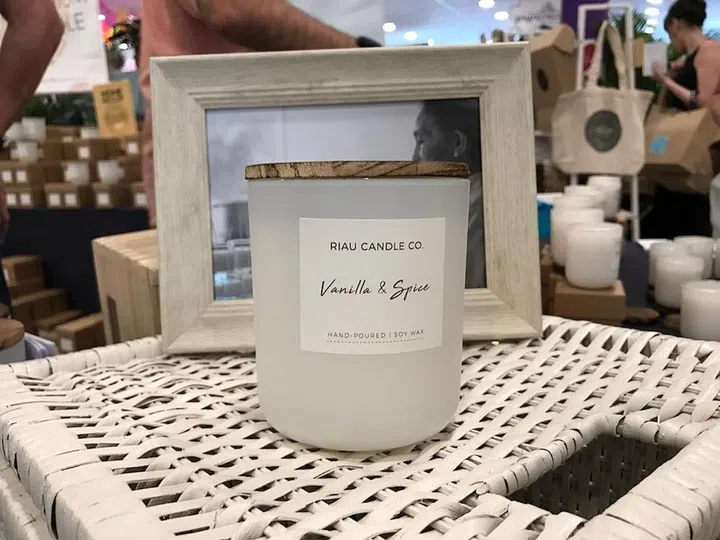 RIAU CANDLE CO.
Vanilla & Spice
HAND-POURED | SOY WAX